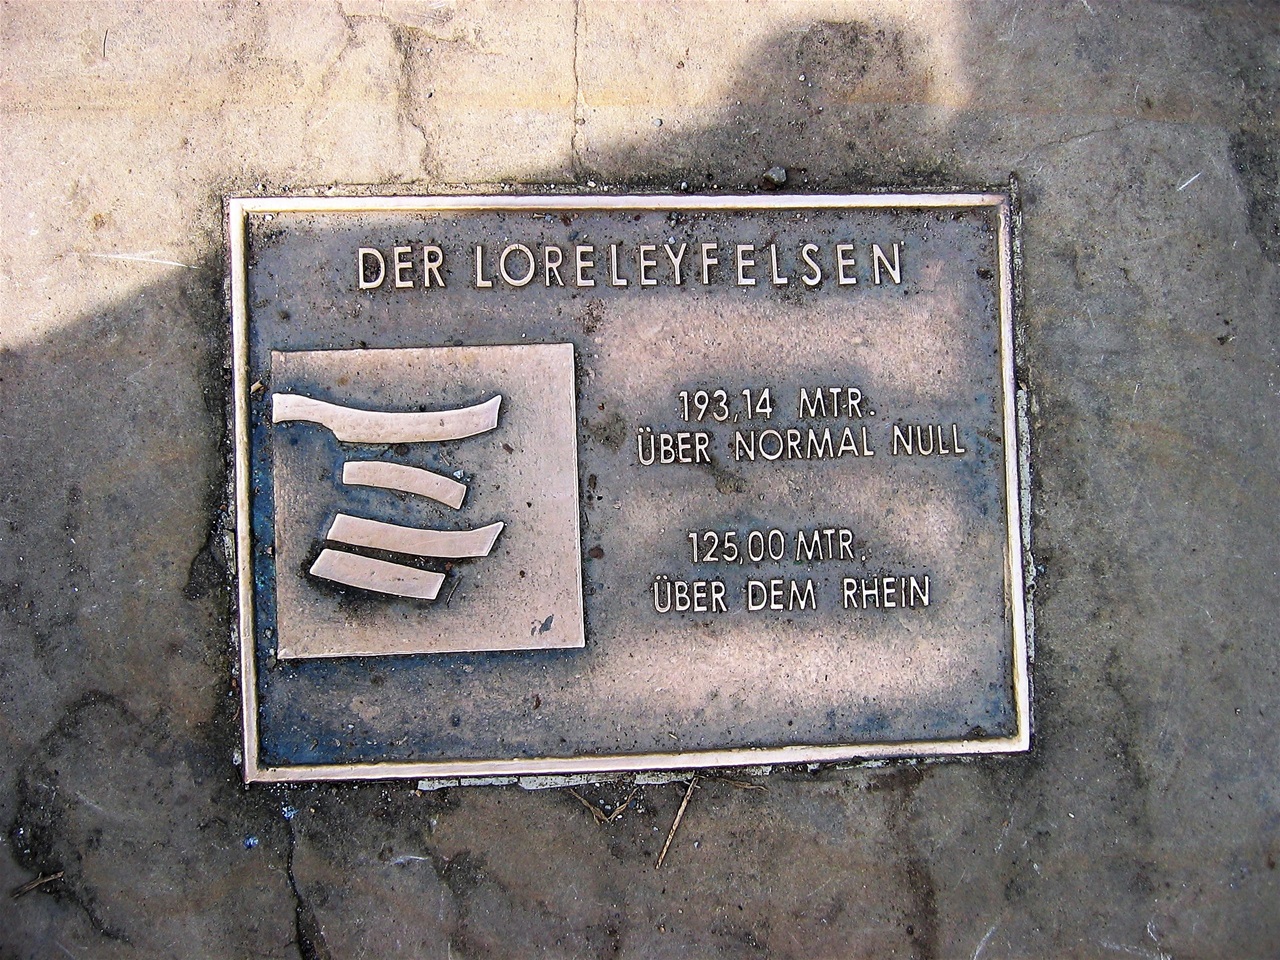 DER LORELEYFELSEN
193,14 MTR.
ÜBER NORMAL NULL
125,00 MTR.
ÜBER DEM RHEIN